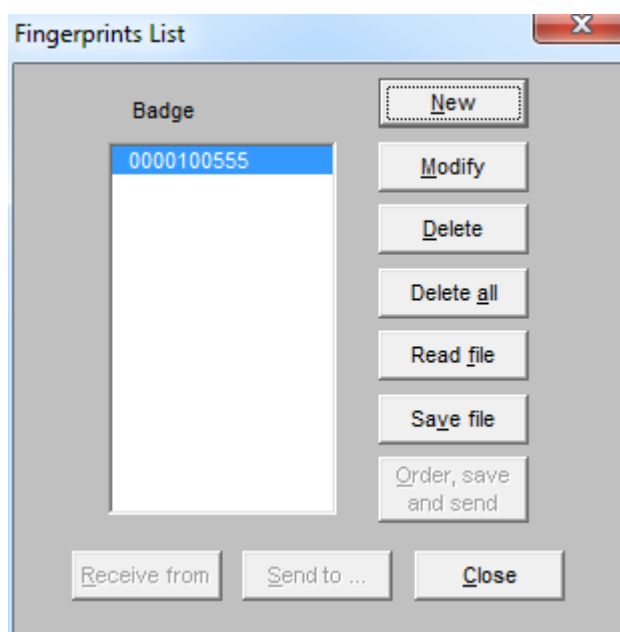 Fingerprints List
Badge
0000100555
New
Modify
Delete
Delete all
Read file
Save file
Order, save
and send
Receive from
Send to ...
Close